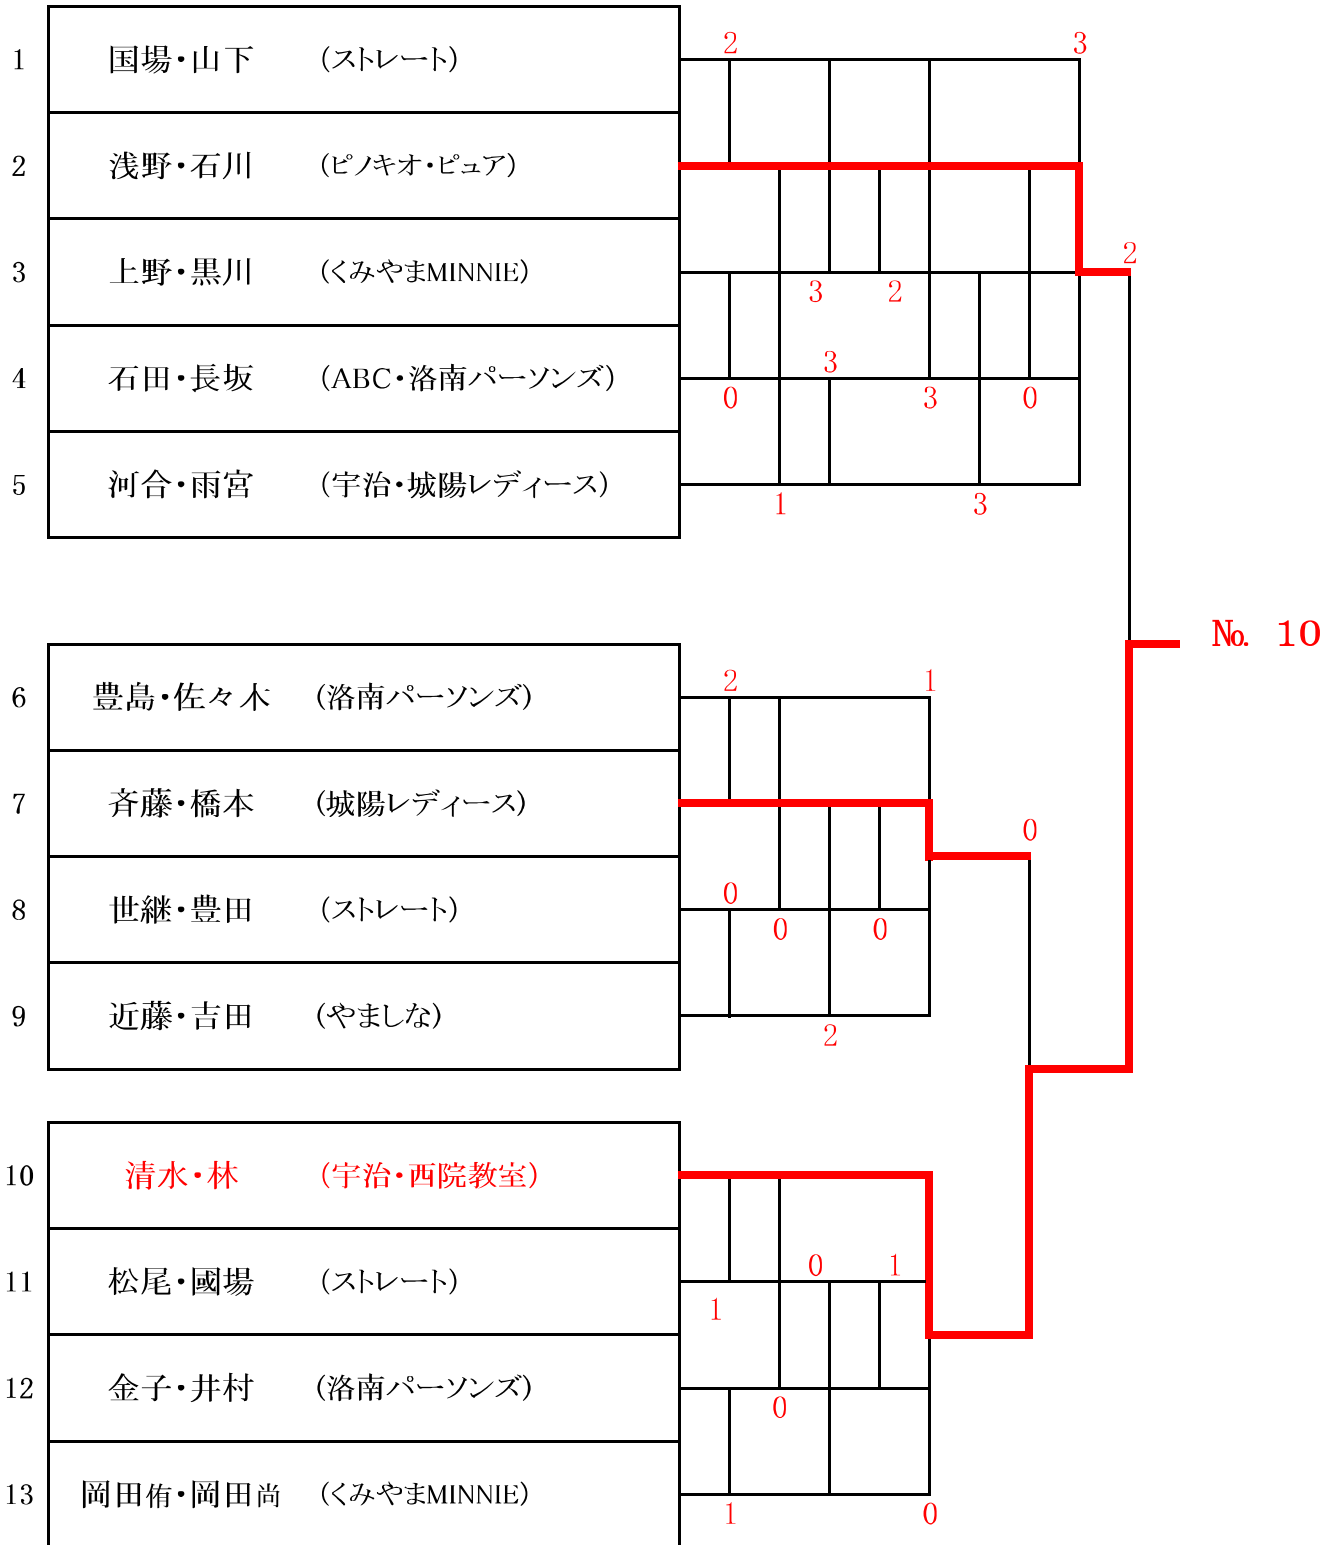 2 3
1 国場・山下 (ストレート)
2 浅野・石川 (ピノキオ・ピュア)
2
3 上野・黒川 (くみやまMINNIE)
3 2
3
4 石田・長坂 (ABC・洛南パーソンズ)
0 3 0
5 河合・雨宮 (宇治・城陽レディース)
1 3
№ 10
2 1
6 豊島・佐々木 (洛南パーソンズ)
7 斉藤・橋本 (城陽レディース)
0
0
8 世継・豊田 (ストレート)
0 0
9 近藤・吉田 (やましな)
2
10 清水・林 (宇治・西院教室)
0 1
11 松尾・國場 (ストレート)
1
12 金子・井村 (洛南パーソンズ)
0
13 岡田侑・岡田尚 (くみやまMINNIE)
1 0